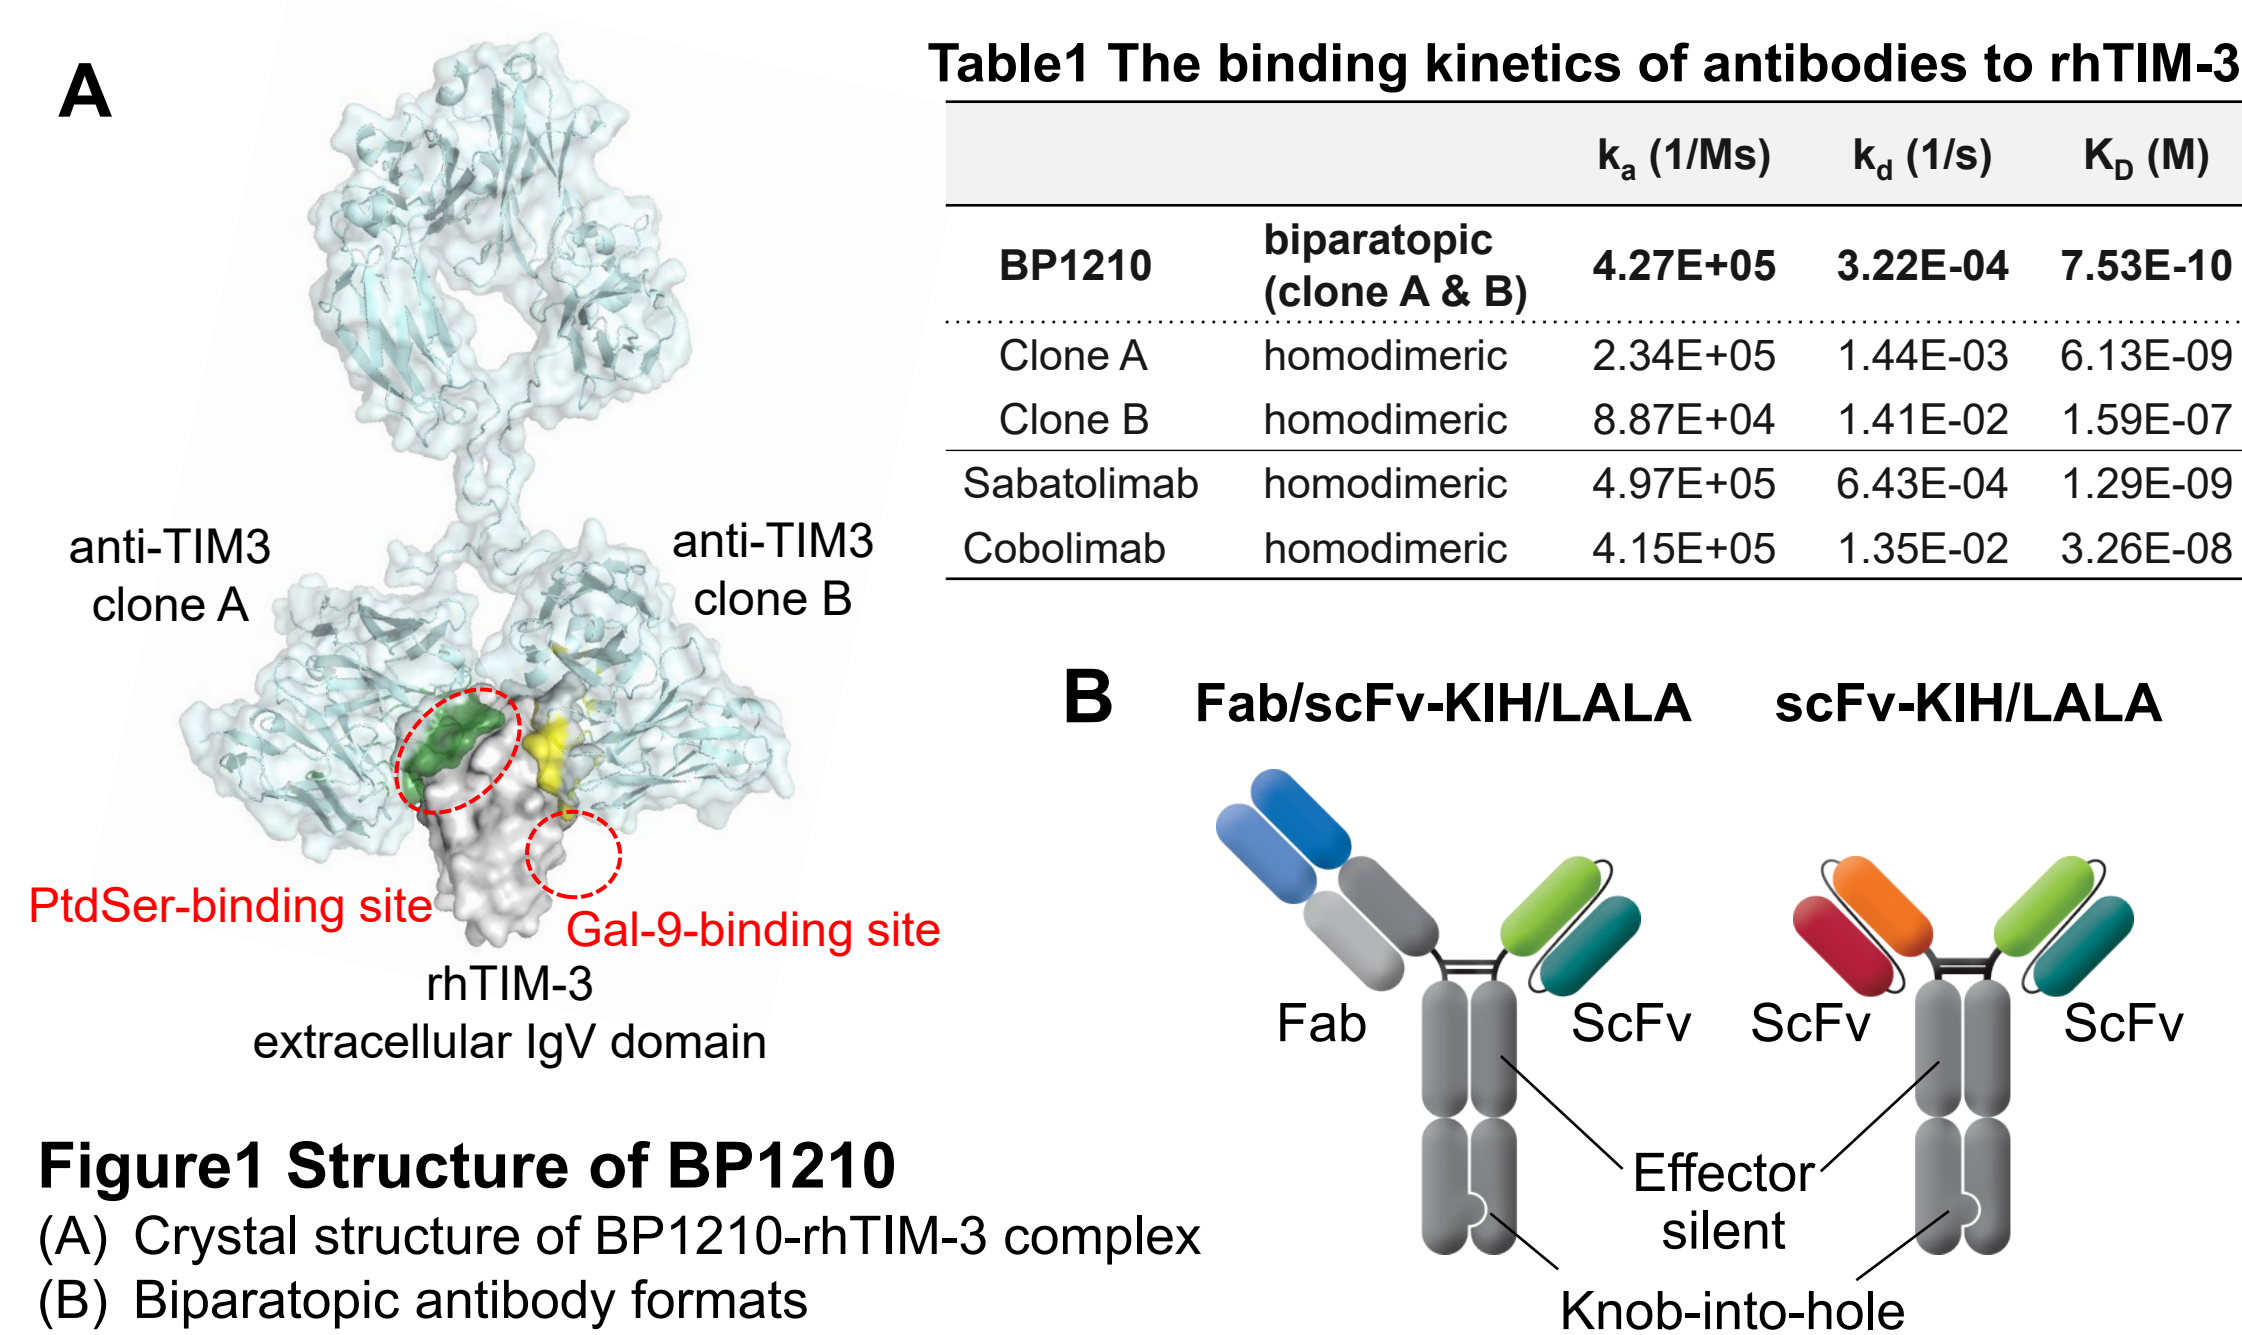 A
anti-TIM3
clone A
anti-TIM3
clone B
PtdSer-binding site
Gal-9-binding site
rhTIM-3
extracellular IgV domain
Table1 The binding kinetics of antibodies to rhTIM-3
ka (1/Ms) kd (1/s) KD (M)
BP1210 biparatopic (clone A & B) 4.27E+05 3.22E-04 7.53E-10
Clone A homodimeric 2.34E+05 1.44E-03 6.13E-09
Clone B homodimeric 8.87E+04 1.41E-02 1.59E-07
Sabatolimab homodimeric 4.97E+05 6.43E-04 1.29E-09
Cobolimab homodimeric 4.15E+05 1.35E-02 3.26E-08
B
Fab/scFv-KIH/LALA scFv-KIH/LALA
Fab ScFv ScFv ScFv
Effector
silent
Knob-into-hole
Figure1 Structure of BP1210
(A) Crystal structure of BP1210-rhTIM-3 complex
(B) Biparatopic antibody formats